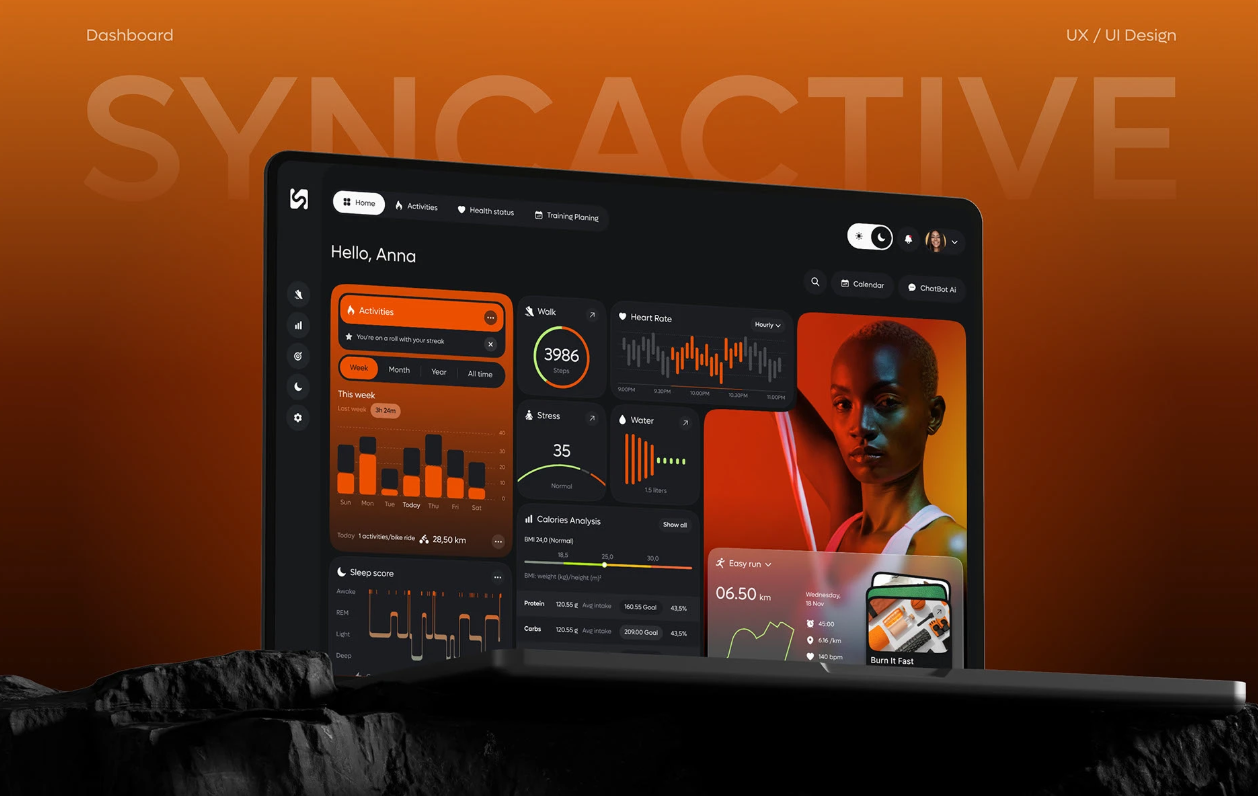 Dashboard
UX / UI Design
SYNCACTIVE
Home
Activities
Health status
Training Planing
Hello, Anna
Calendar
ChatBot Ai
Activities
You're on a roll with your streak
Week
Month
Year
All time
This week
Last week
3h 24m
40
30
20
10
0
Sun
Mon
Tue
Today
Thu
Fri
Sat
Today
1 activities/bike ride
28,50 km
Walk
3986
Steps
Heart Rate
Hourly
9:00PM
9:30PM
10:00PM
10:30PM
11:00PM
Stress
35
Normal
Water
1.5 liters
Calories Analysis
Show all
BMI 24,0 (Normal)
18,5
25,0
30,0
BMI: weight (kg)/height (m)²
Protein
120.55 g
Avg intake
160.55 Goal
43,5%
Carbs
120.55 g
Avg intake
209.00 Goal
43,5%
Sleep score
Awake
REM
Light
Deep
Easy run
06.50 km
Wednesday,
18 Nov
45:00
/km
140 bpm
Burn It Fast